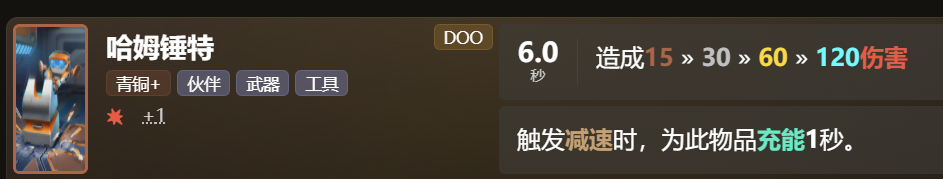 哈姆锤特
DOO
青铜+ 伙伴 武器 工具
+1
6.0
秒
造成15 » 30 » 60 » 120伤害
触发减速时，为此物品充能1秒。